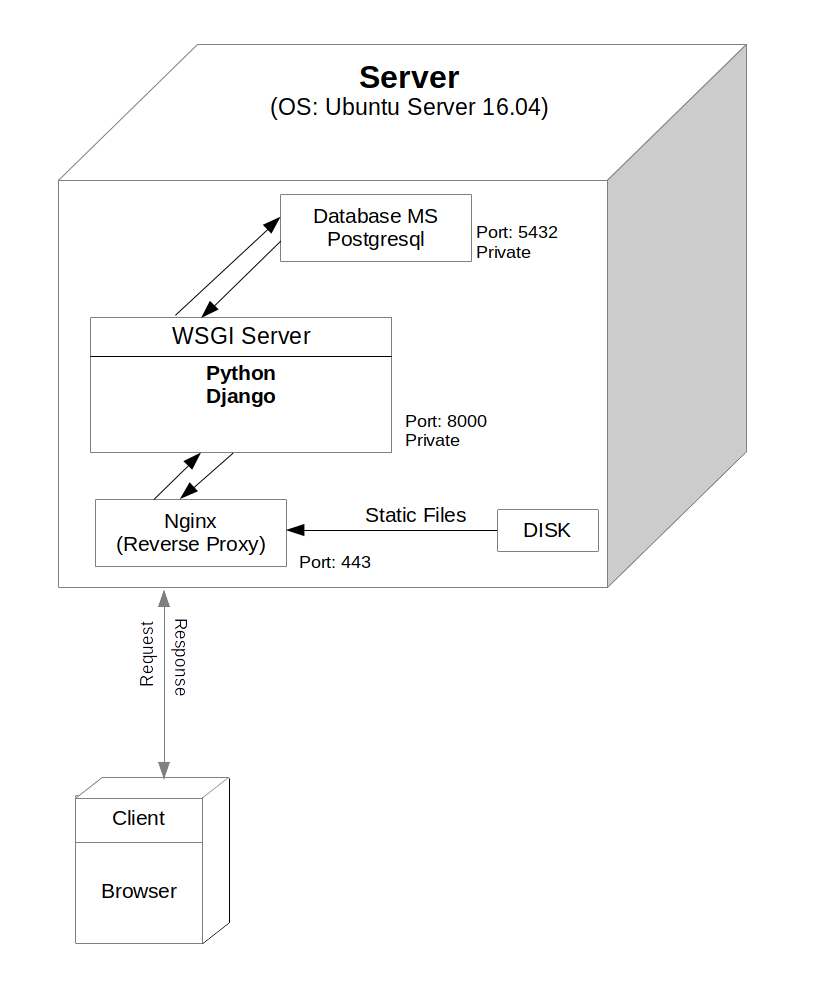 Server
(OS: Ubuntu Server 16.04)
Database MS
Postgresql
Port: 5432
Private
WSGI Server
Python
Django
Port: 8000
Private
Nginx
(Reverse Proxy)
Static Files
DISK
Port: 443
Request
Response
Client
Browser